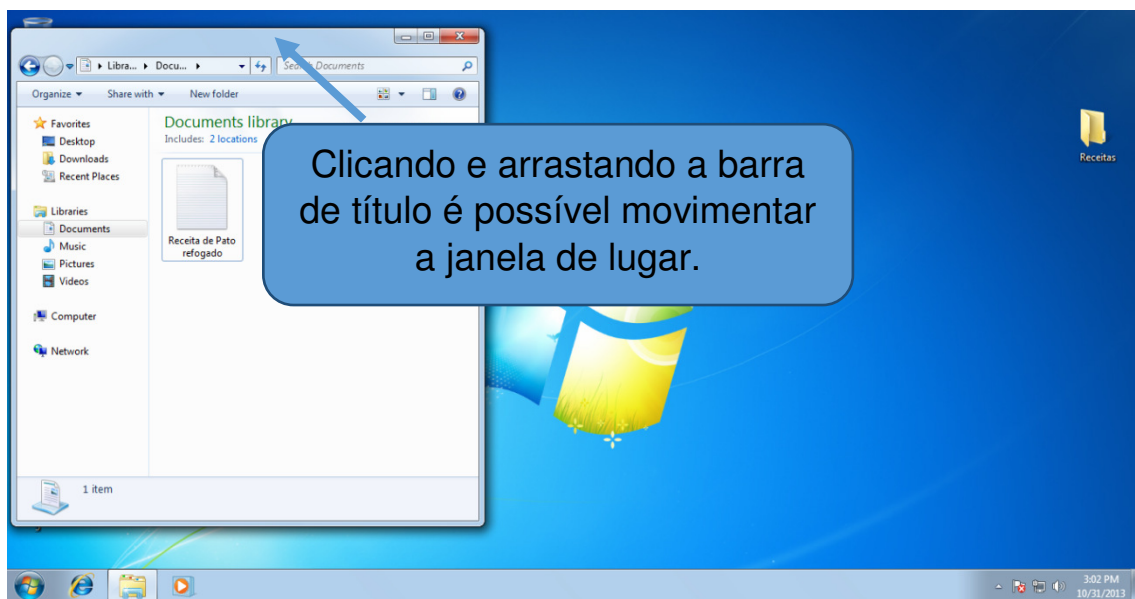 Libra... Docu... Search Documents
Organize Share with New folder
Favorites
Desktop
Downloads
Recent Places
Libraries
Documents
Music
Pictures
Videos
Computer
Network
Documents library
Includes: 2 locations
Receita de Pato
refogado
Clicando e arrastando a barra
de título é possível movimentar
a janela de lugar.
Receitas
1 item
3:02 PM
10/31/2013